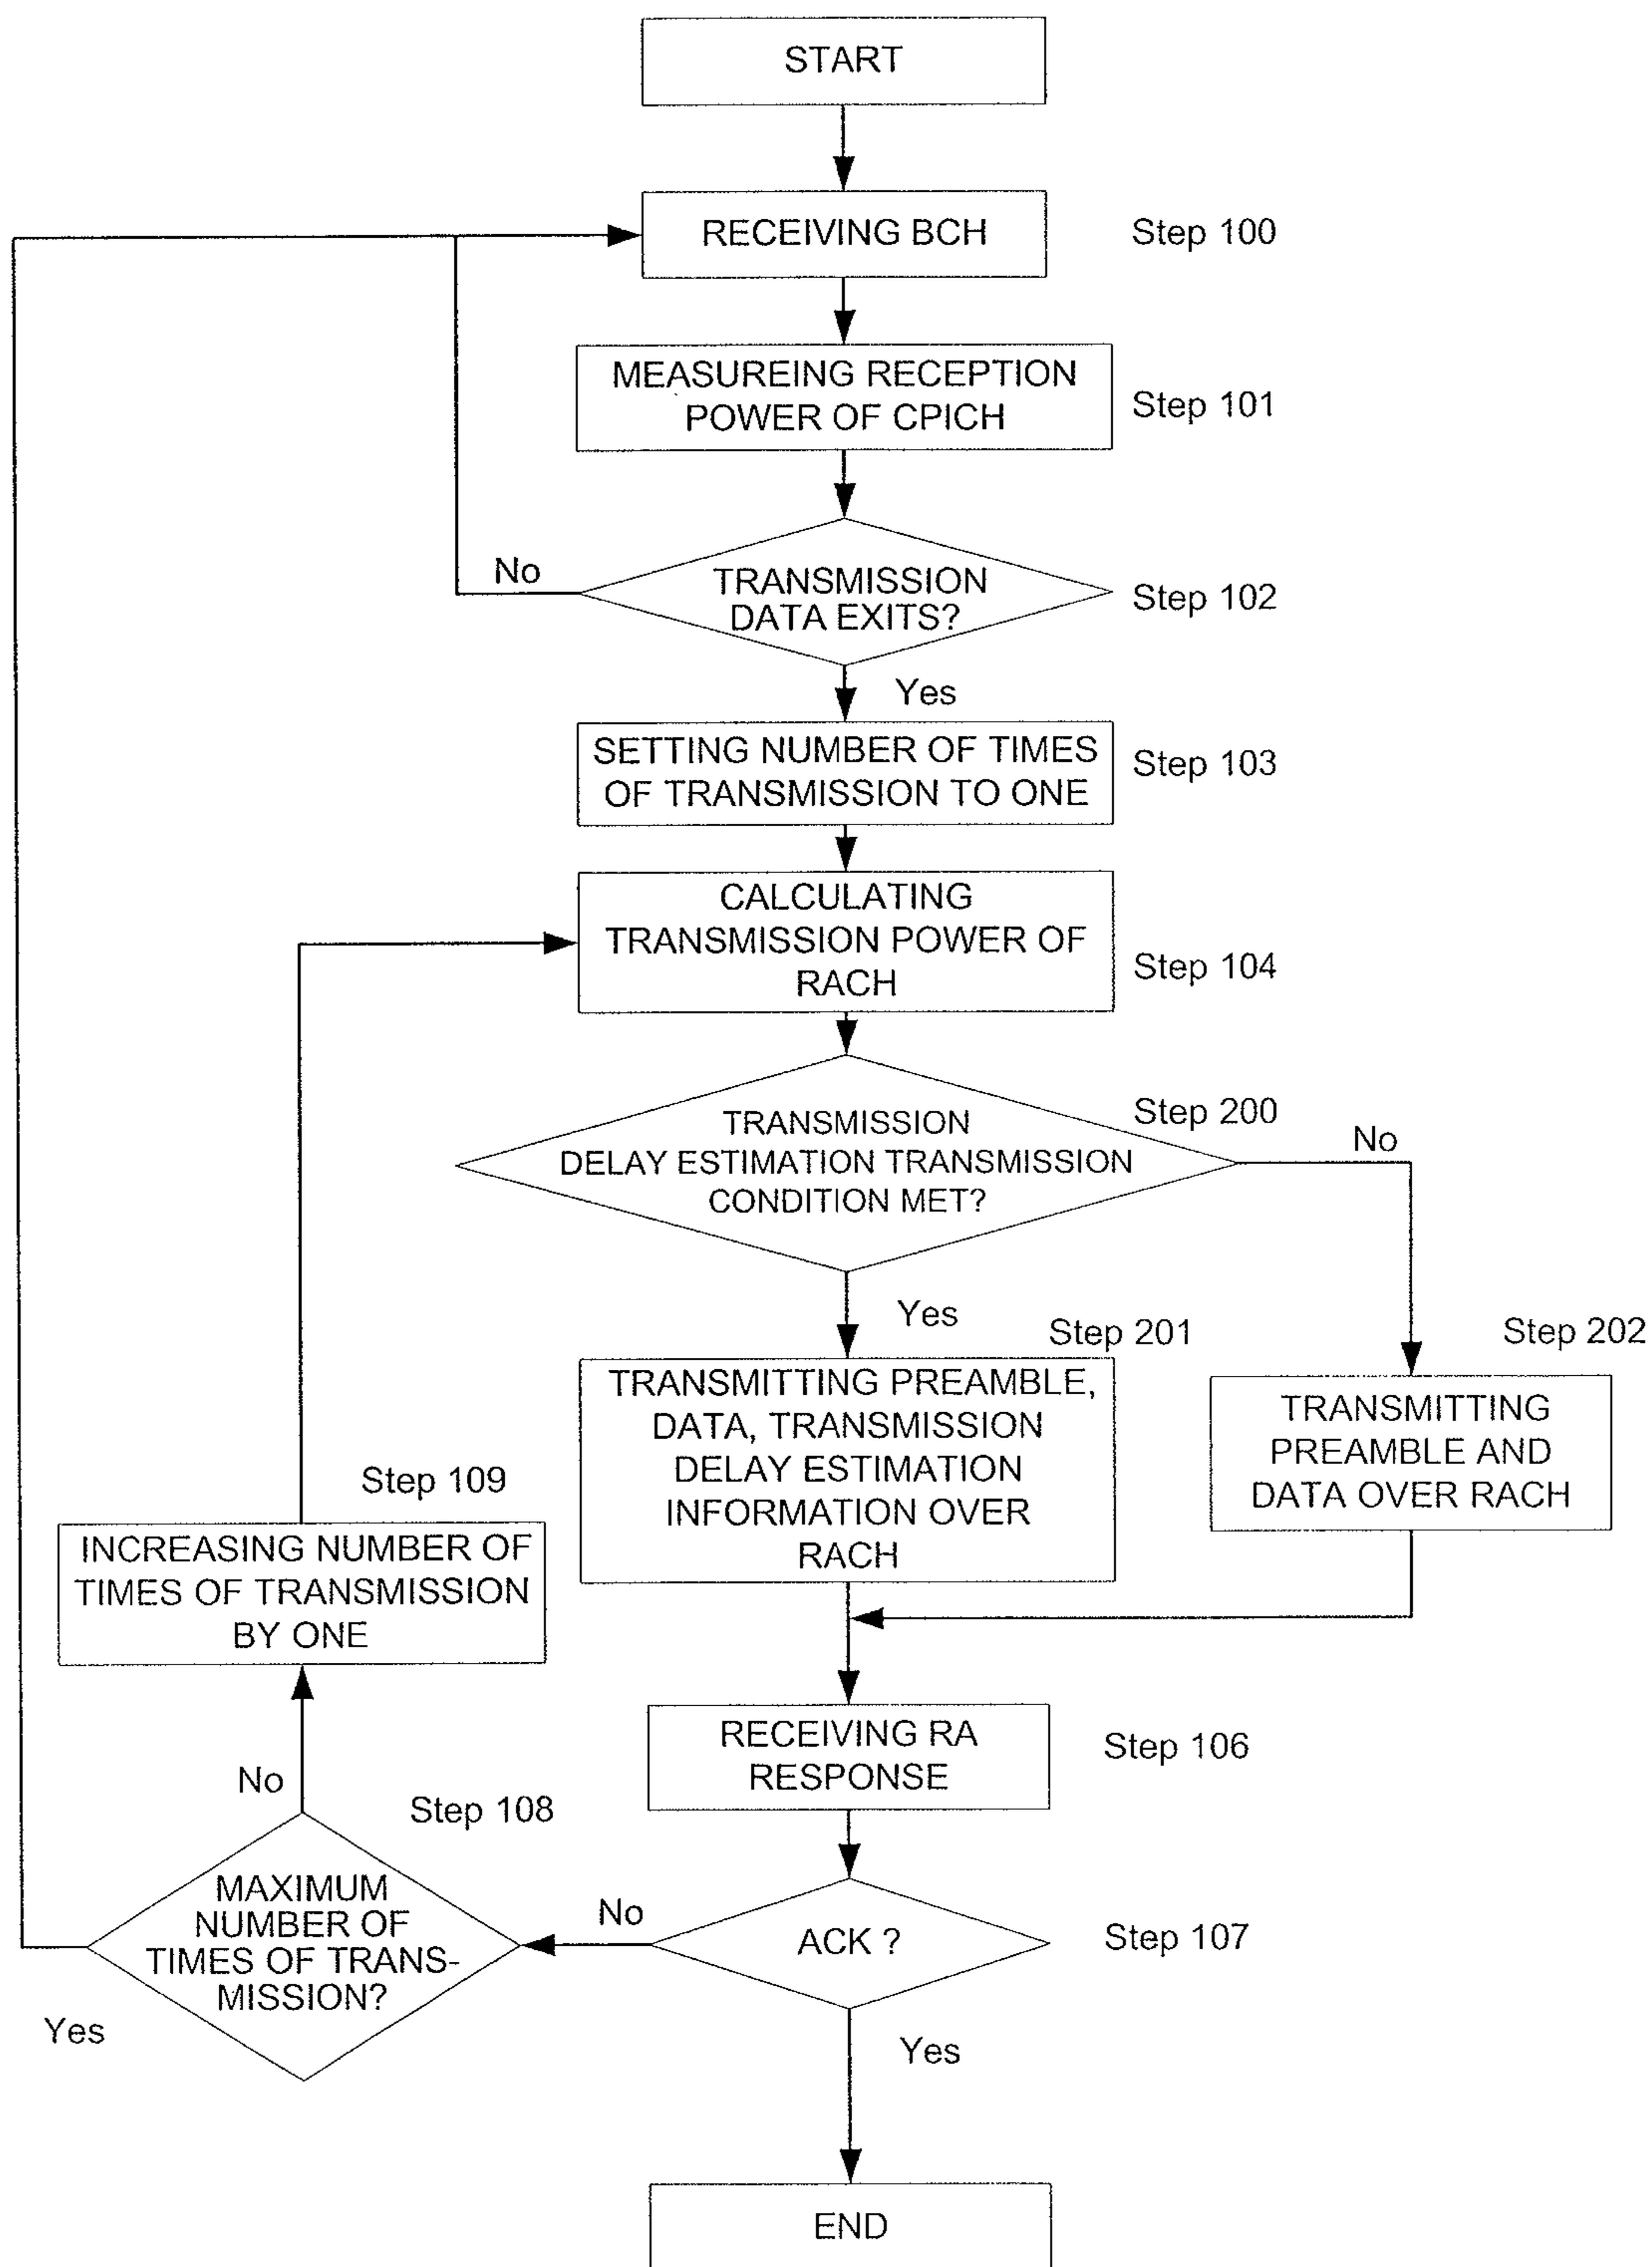 START
RECEIVING BCH
Step 100
MEASUREING RECEPTION
POWER OF CPICH
Step 101
No
TRANSMISSION
DATA EXITS?
Step 102
Yes
SETTING NUMBER OF TIMES
OF TRANSMISSION TO ONE
Step 103
CALCULATING
TRANSMISSION POWER OF
RACH
Step 104
TRANSMISSION
DELAY ESTIMATION TRANSMISSION
CONDITION MET?
Step 200
No
Yes
Step 201
Step 202
TRANSMITTING PREAMBLE,
DATA, TRANSMISSION
DELAY ESTIMATION
INFORMATION OVER
RACH
TRANSMITTING
PREAMBLE AND
DATA OVER RACH
Step 109
INCREASING NUMBER OF
TIMES OF TRANSMISSION
BY ONE
RECEIVING RA
RESPONSE
Step 106
No
Step 108
MAXIMUM
NUMBER OF
TIMES OF TRANS-
MISSION?
No
ACK ?
Step 107
Yes
Yes
END